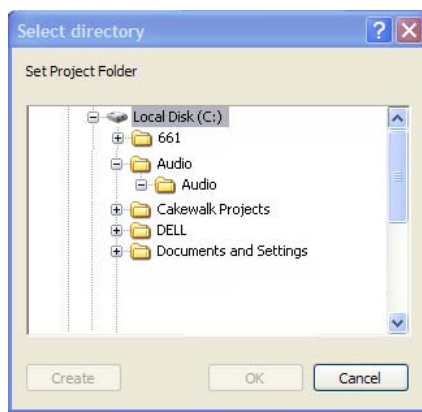 Select directory
Set Project Folder
Local Disk (C:)
661
Audio
Audio
Cakewalk Projects
DELL
Documents and Settings
Create
OK
Cancel